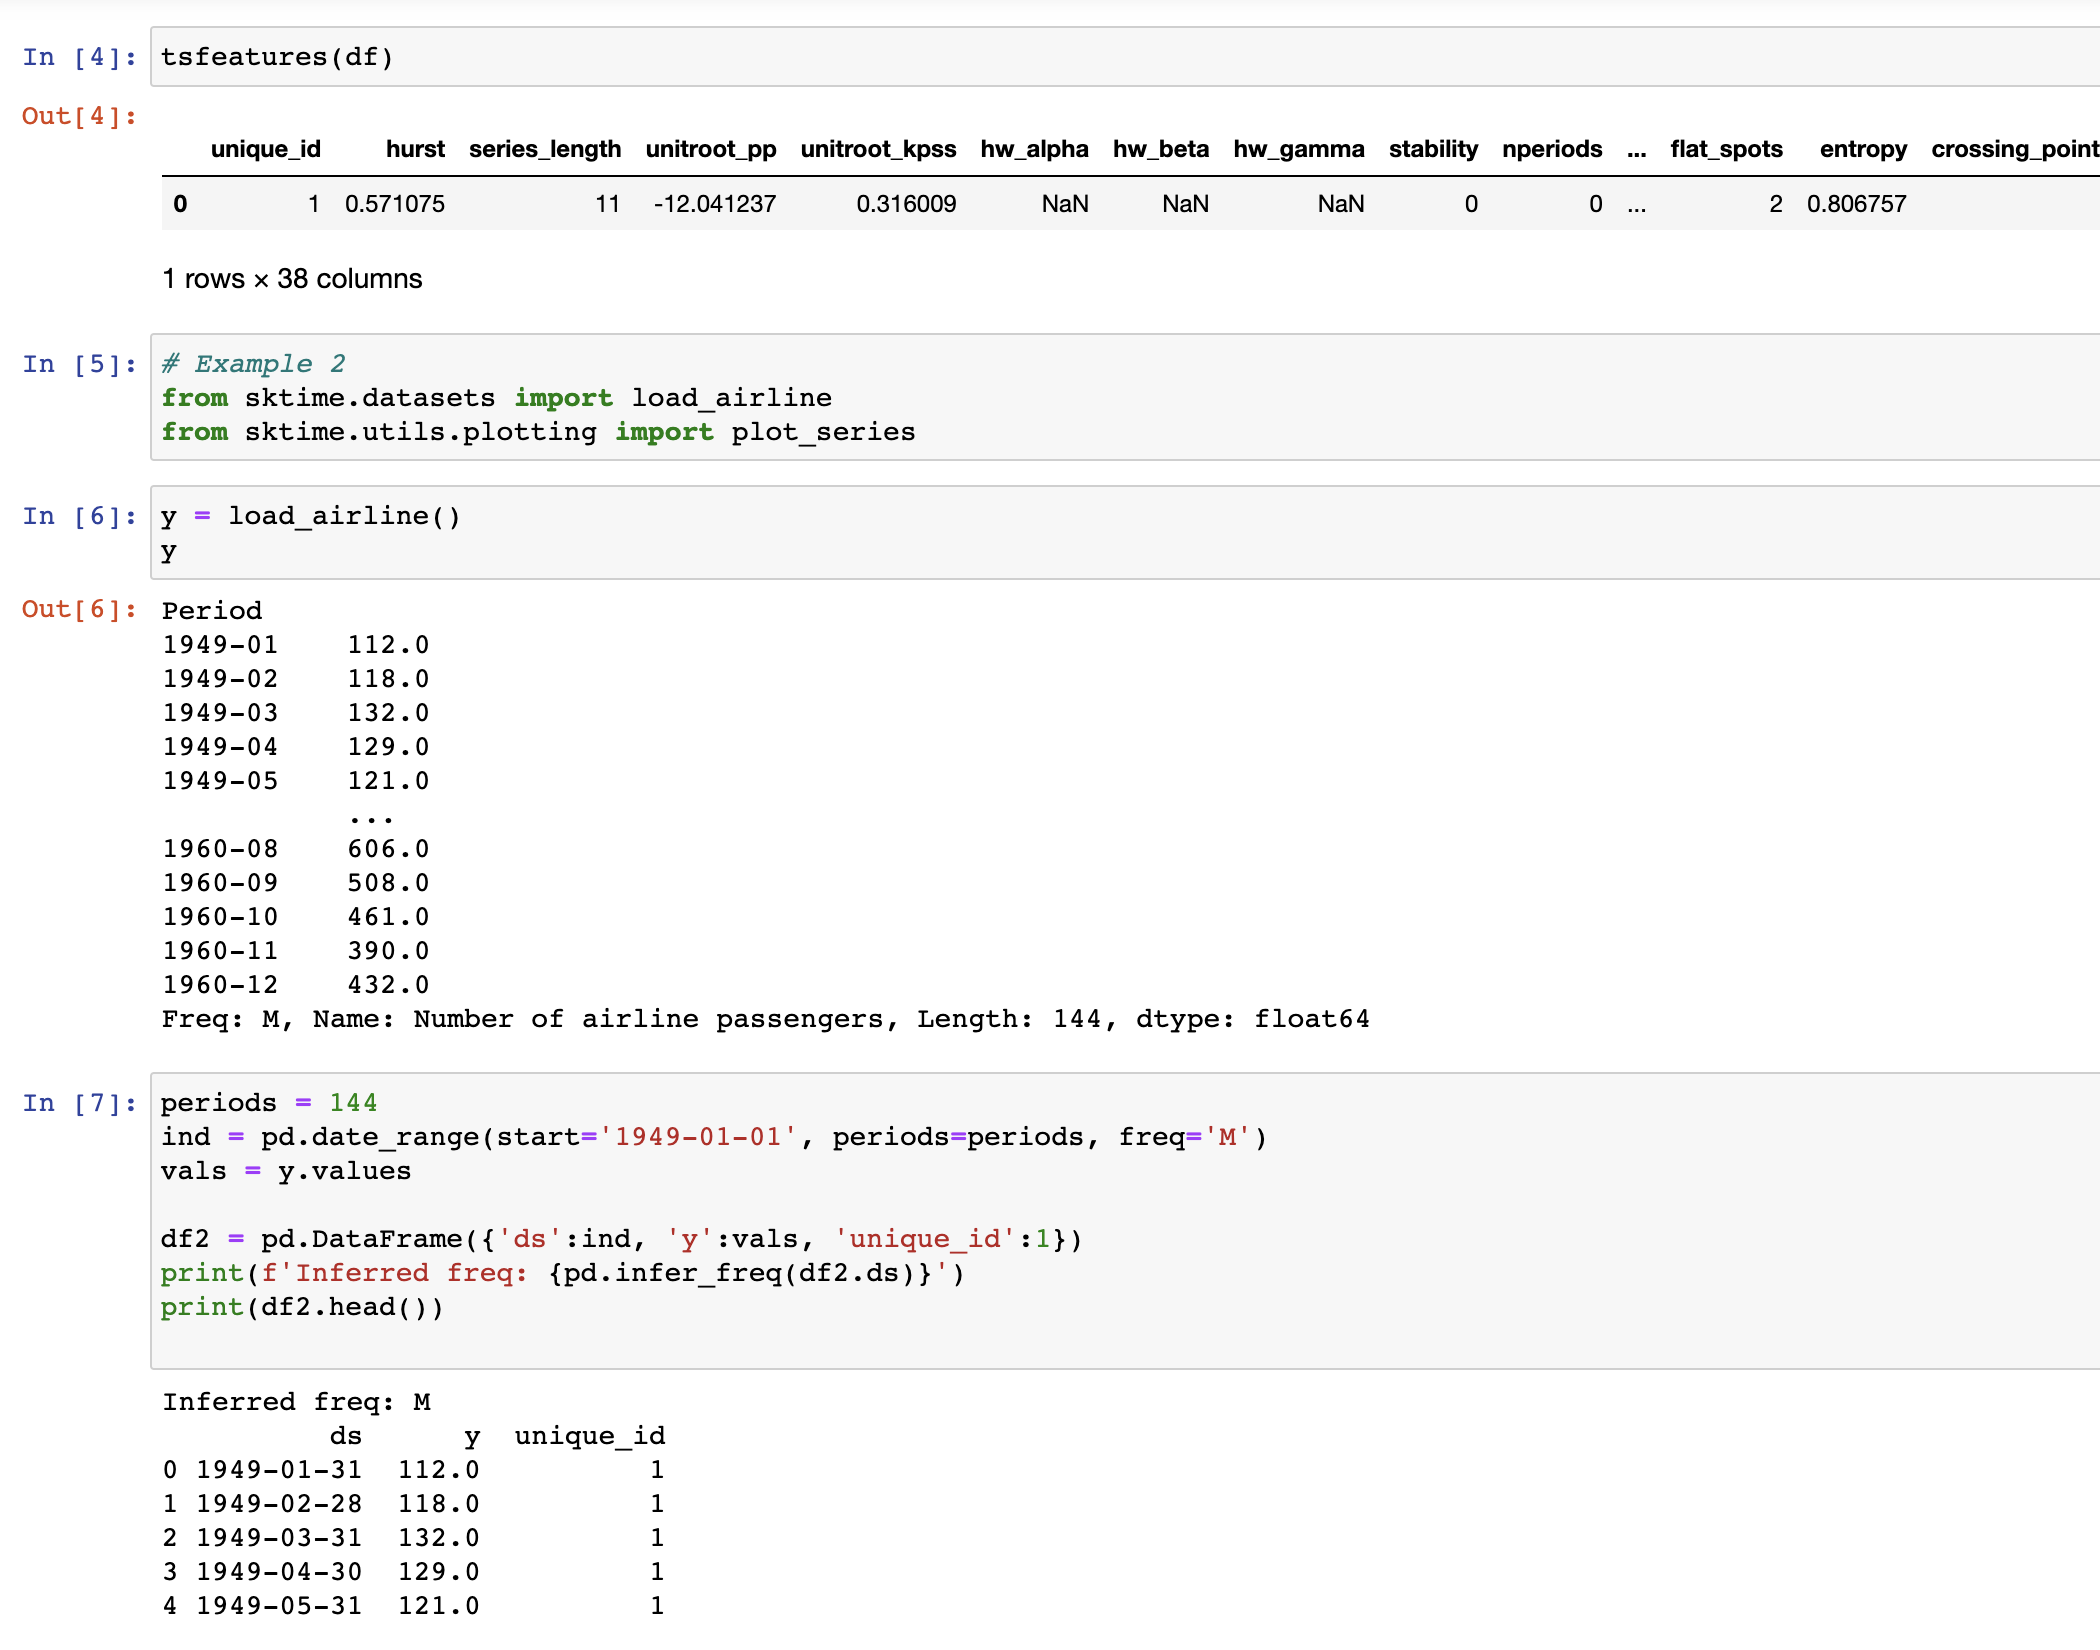 In [4]: tsfeatures(df)
Out[4]:
unique_id hurst series_length unitroot_pp unitroot_kpss hw_alpha hw_beta hw_gamma stability nperiods ... flat_spots entropy crossing_point
0 1 0.571075 11 -12.041237 0.316009 NaN NaN NaN 0 0 ... 2 0.806757
1 rows × 38 columns
In [5]: # Example 2
from sktime.datasets import load_airline
from sktime.utils.plotting import plot_series
In [6]: y = load_airline()
y
Out[6]: Period
1949-01 112.0
1949-02 118.0
1949-03 132.0
1949-04 129.0
1949-05 121.0
...
1960-08 606.0
1960-09 508.0
1960-10 461.0
1960-11 390.0
1960-12 432.0
Freq: M, Name: Number of airline passengers, Length: 144, dtype: float64
In [7]: periods = 144
ind = pd.date_range(start='1949-01-01', periods=periods, freq='M')
vals = y.values
df2 = pd.DataFrame({'ds':ind, 'y':vals, 'unique_id':1})
print(f'Inferred freq: {pd.infer_freq(df2.ds)}')
print(df2.head())
Inferred freq: M
ds y unique_id
0 1949-01-31 112.0 1
1 1949-02-28 118.0 1
2 1949-03-31 132.0 1
3 1949-04-30 129.0 1
4 1949-05-31 121.0 1